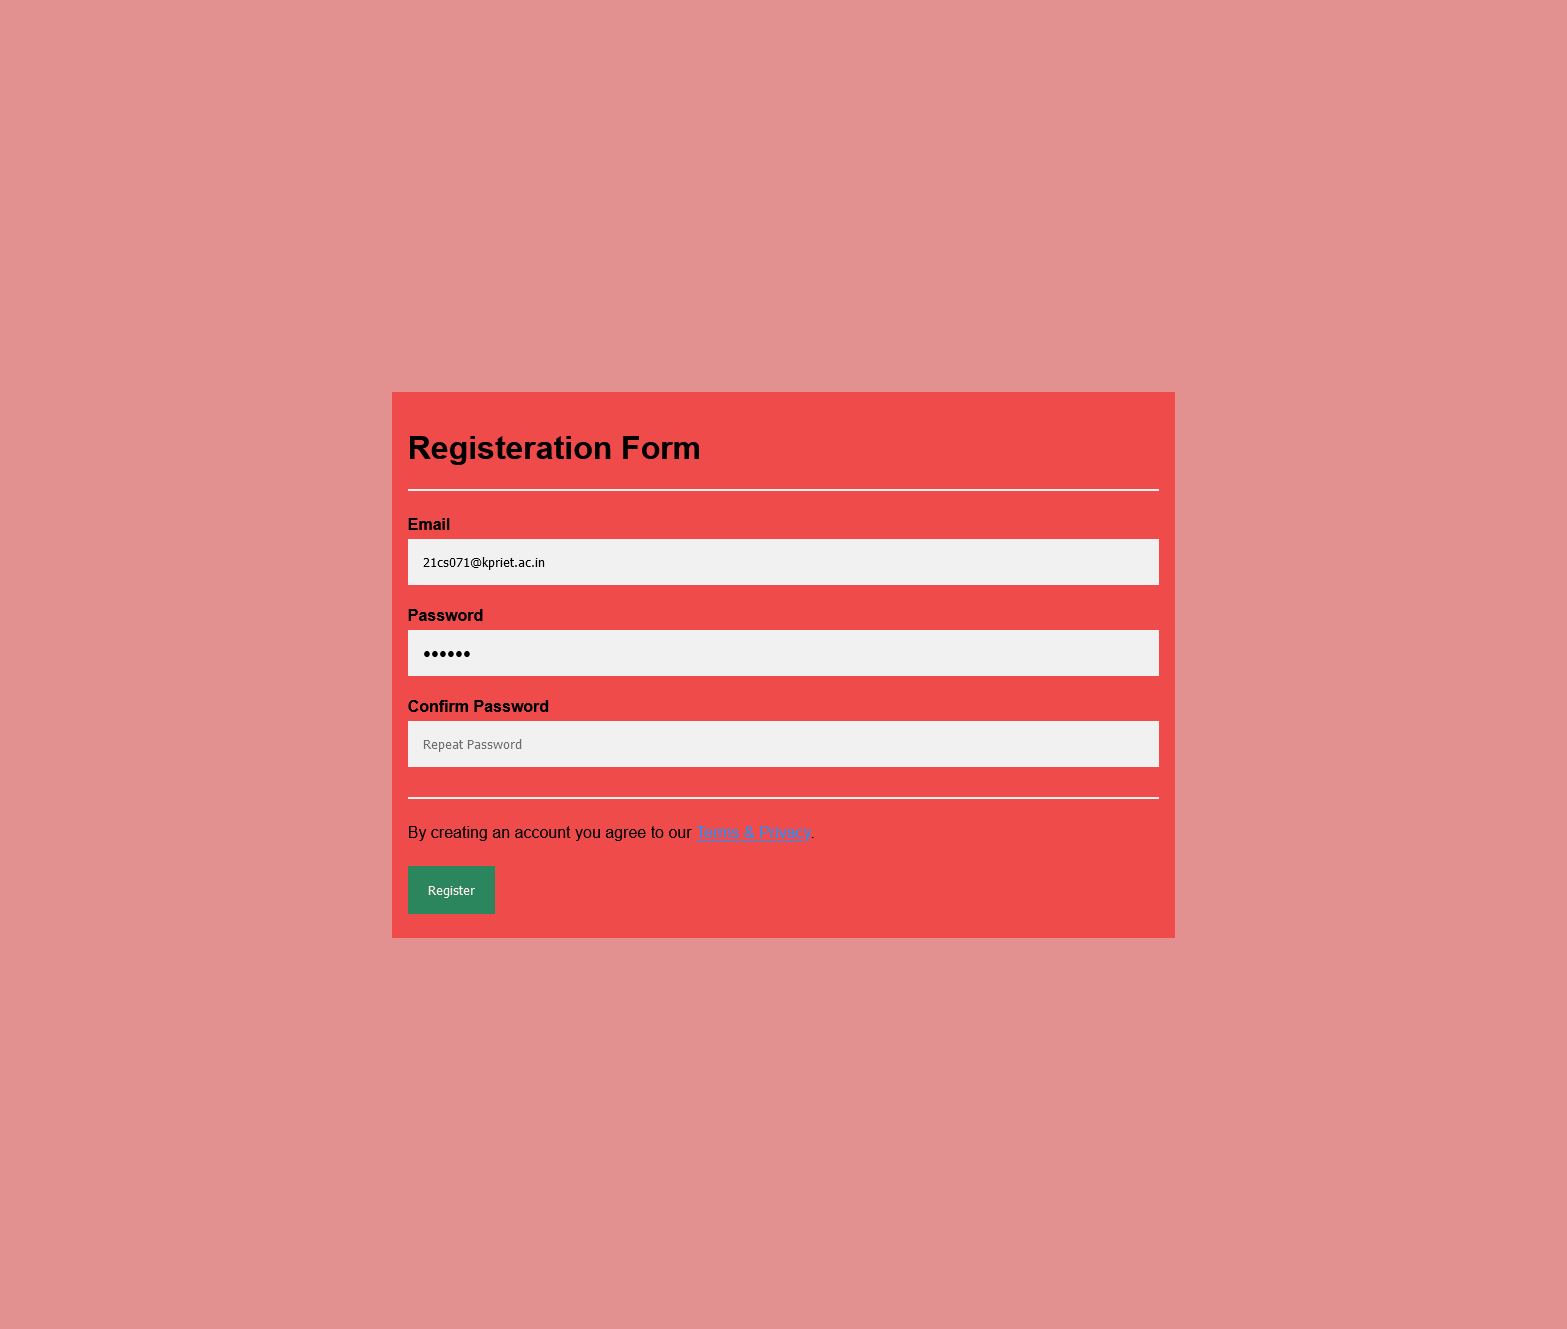 Registeration Form
Email
21cs071@kpriet.ac.in
Password
••••••
Confirm Password
Repeat Password
By creating an account you agree to our Terms & Privacy.
Register